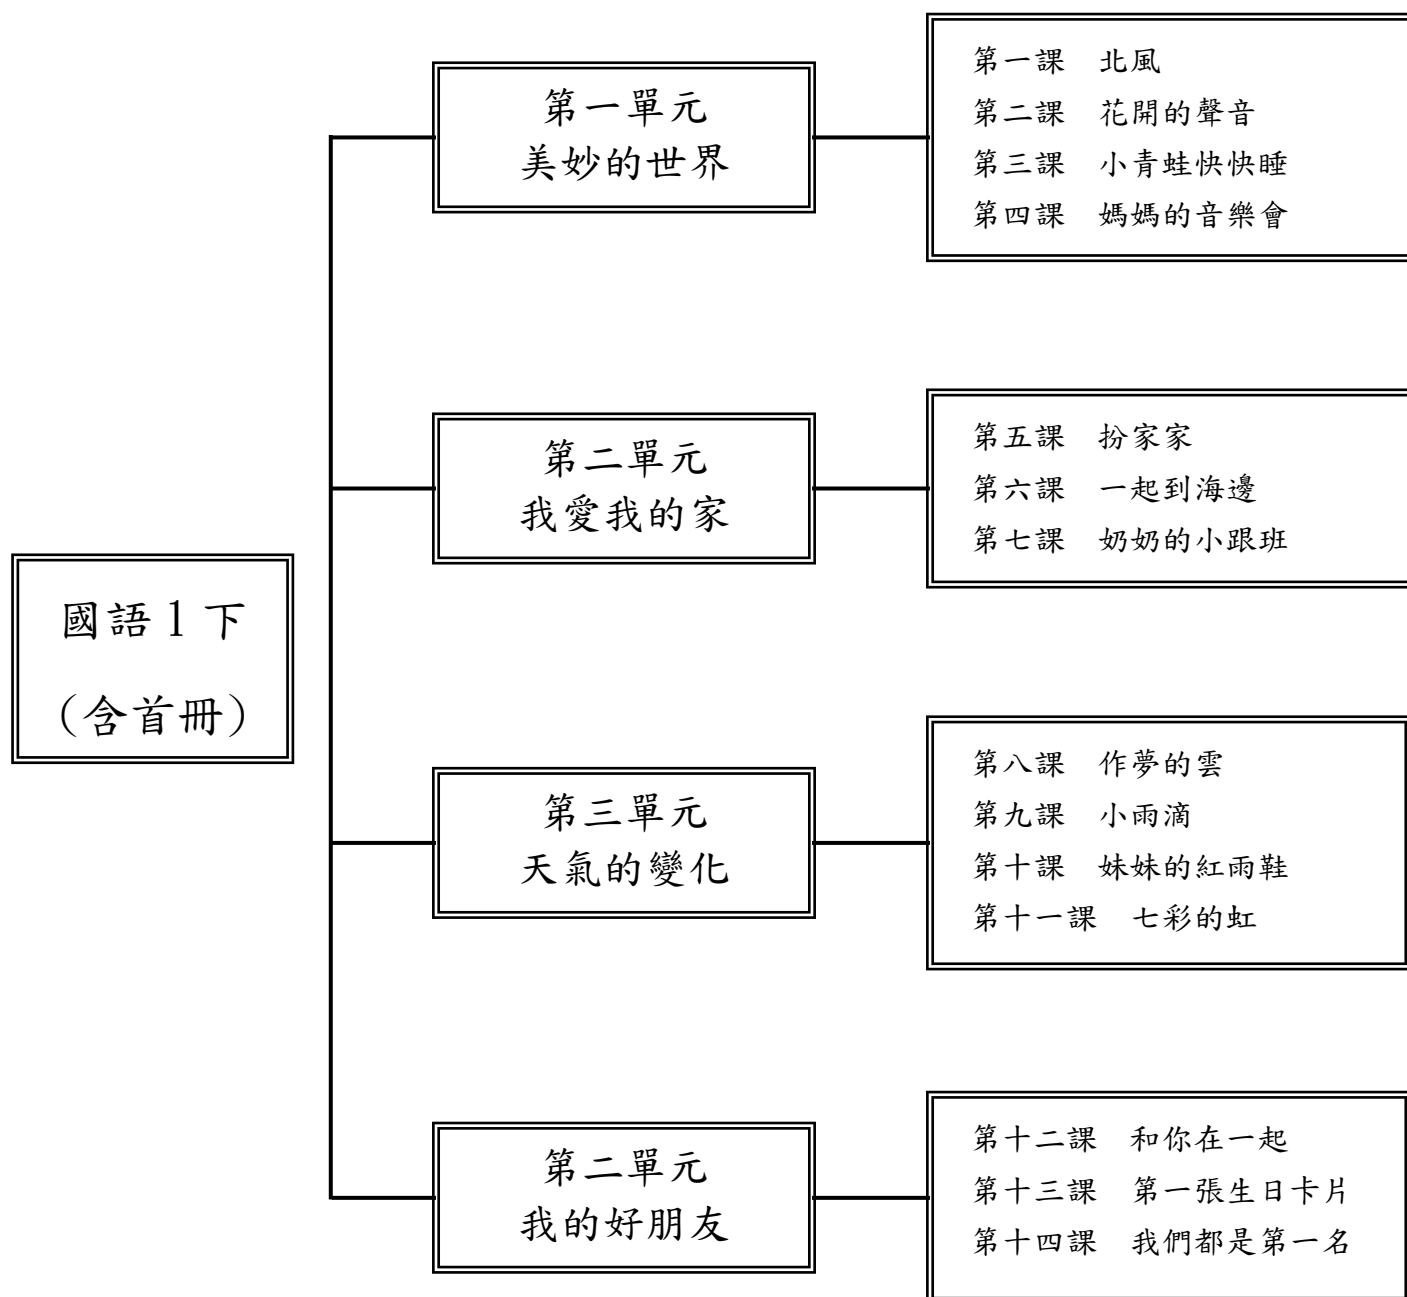 國語1下
（含首冊）
第一單元
美妙的世界
第一課　北風
第二課　花開的聲音
第三課　小青蛙快快睡
第四課　媽媽的音樂會
第二單元
我愛我的家
第五課　扮家家
第六課　一起到海邊
第七課　奶奶的小跟班
第三單元
天氣的變化
第八課　作夢的雲
第九課　小雨滴
第十課　妹妹的紅雨鞋
第十一課　七彩的虹
第二單元
我的好朋友
第十二課　和你在一起
第十三課　第一張生日卡片
第十四課　我們都是第一名